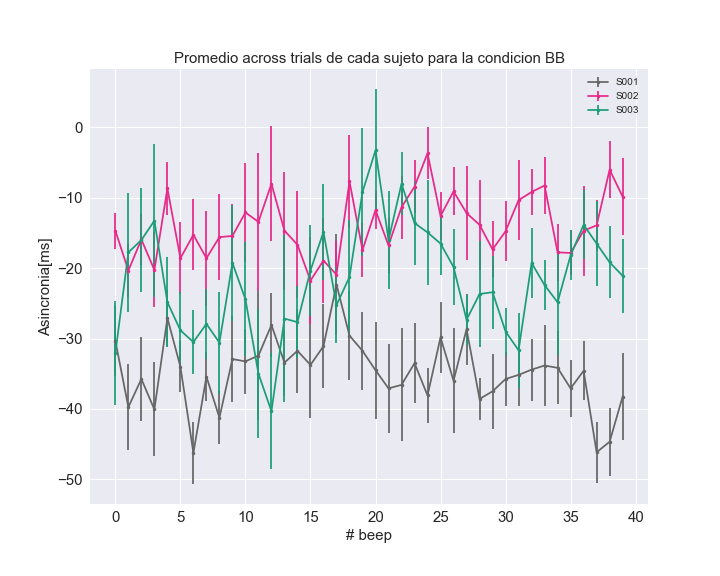 Promedio across trials de cada sujeto para la condicion BB
S001
S002
S003
Asincronia[ms]
0
−10
−20
−30
−40
−50
0 5 10 15 20 25 30 35 40
# beep